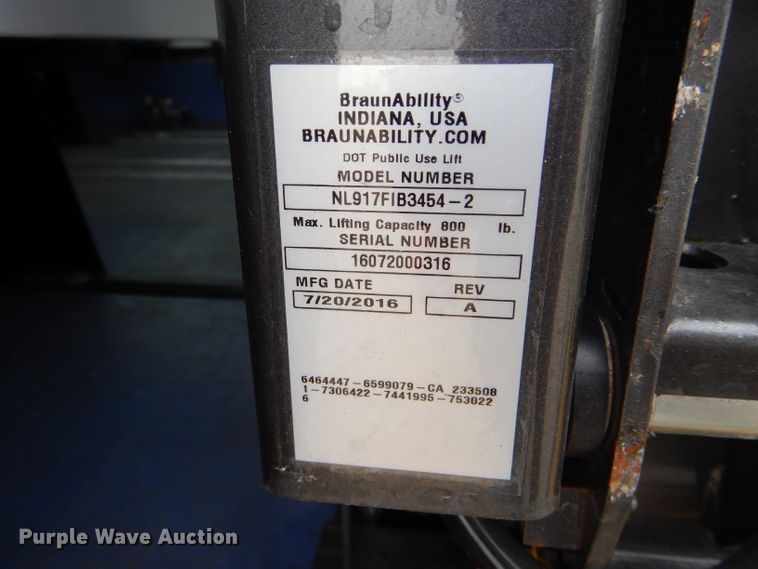 BraunAbility®
INDIANA, USA
BRAUNABILITY.COM
DOT Public Use Lift
MODEL NUMBER
NL917FIB3454-2
Max. Lifting Capacity 800 lb.
SERIAL NUMBER
16072000316
MFG DATE REV
7/20/2016 A
6464447-6599079-CA 233508
1-7306422-7441995-753022
6
Purple Wave Auction